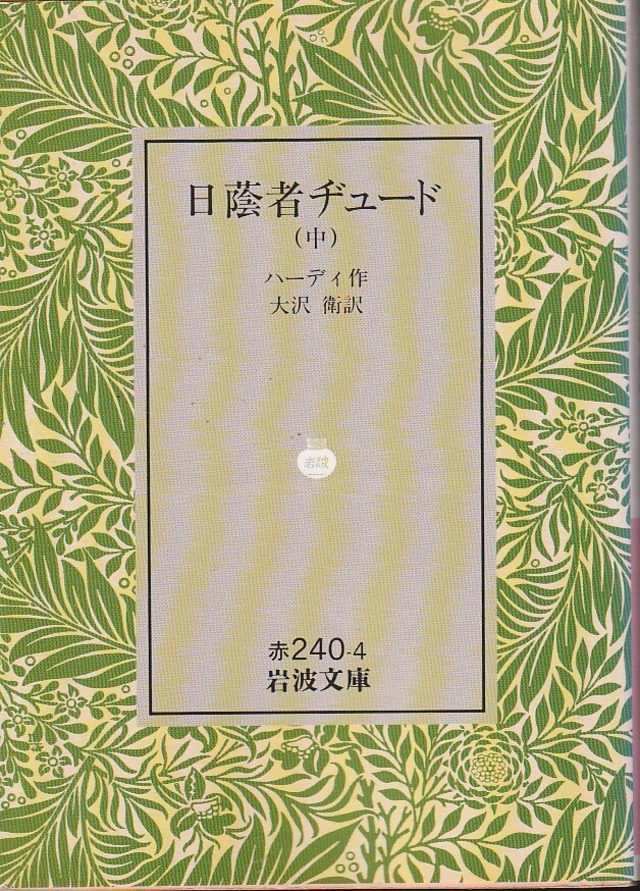 日蔭者ヂュード
(中)
ハーディ作
大沢 衛訳
岩波
赤240-4
岩波文庫